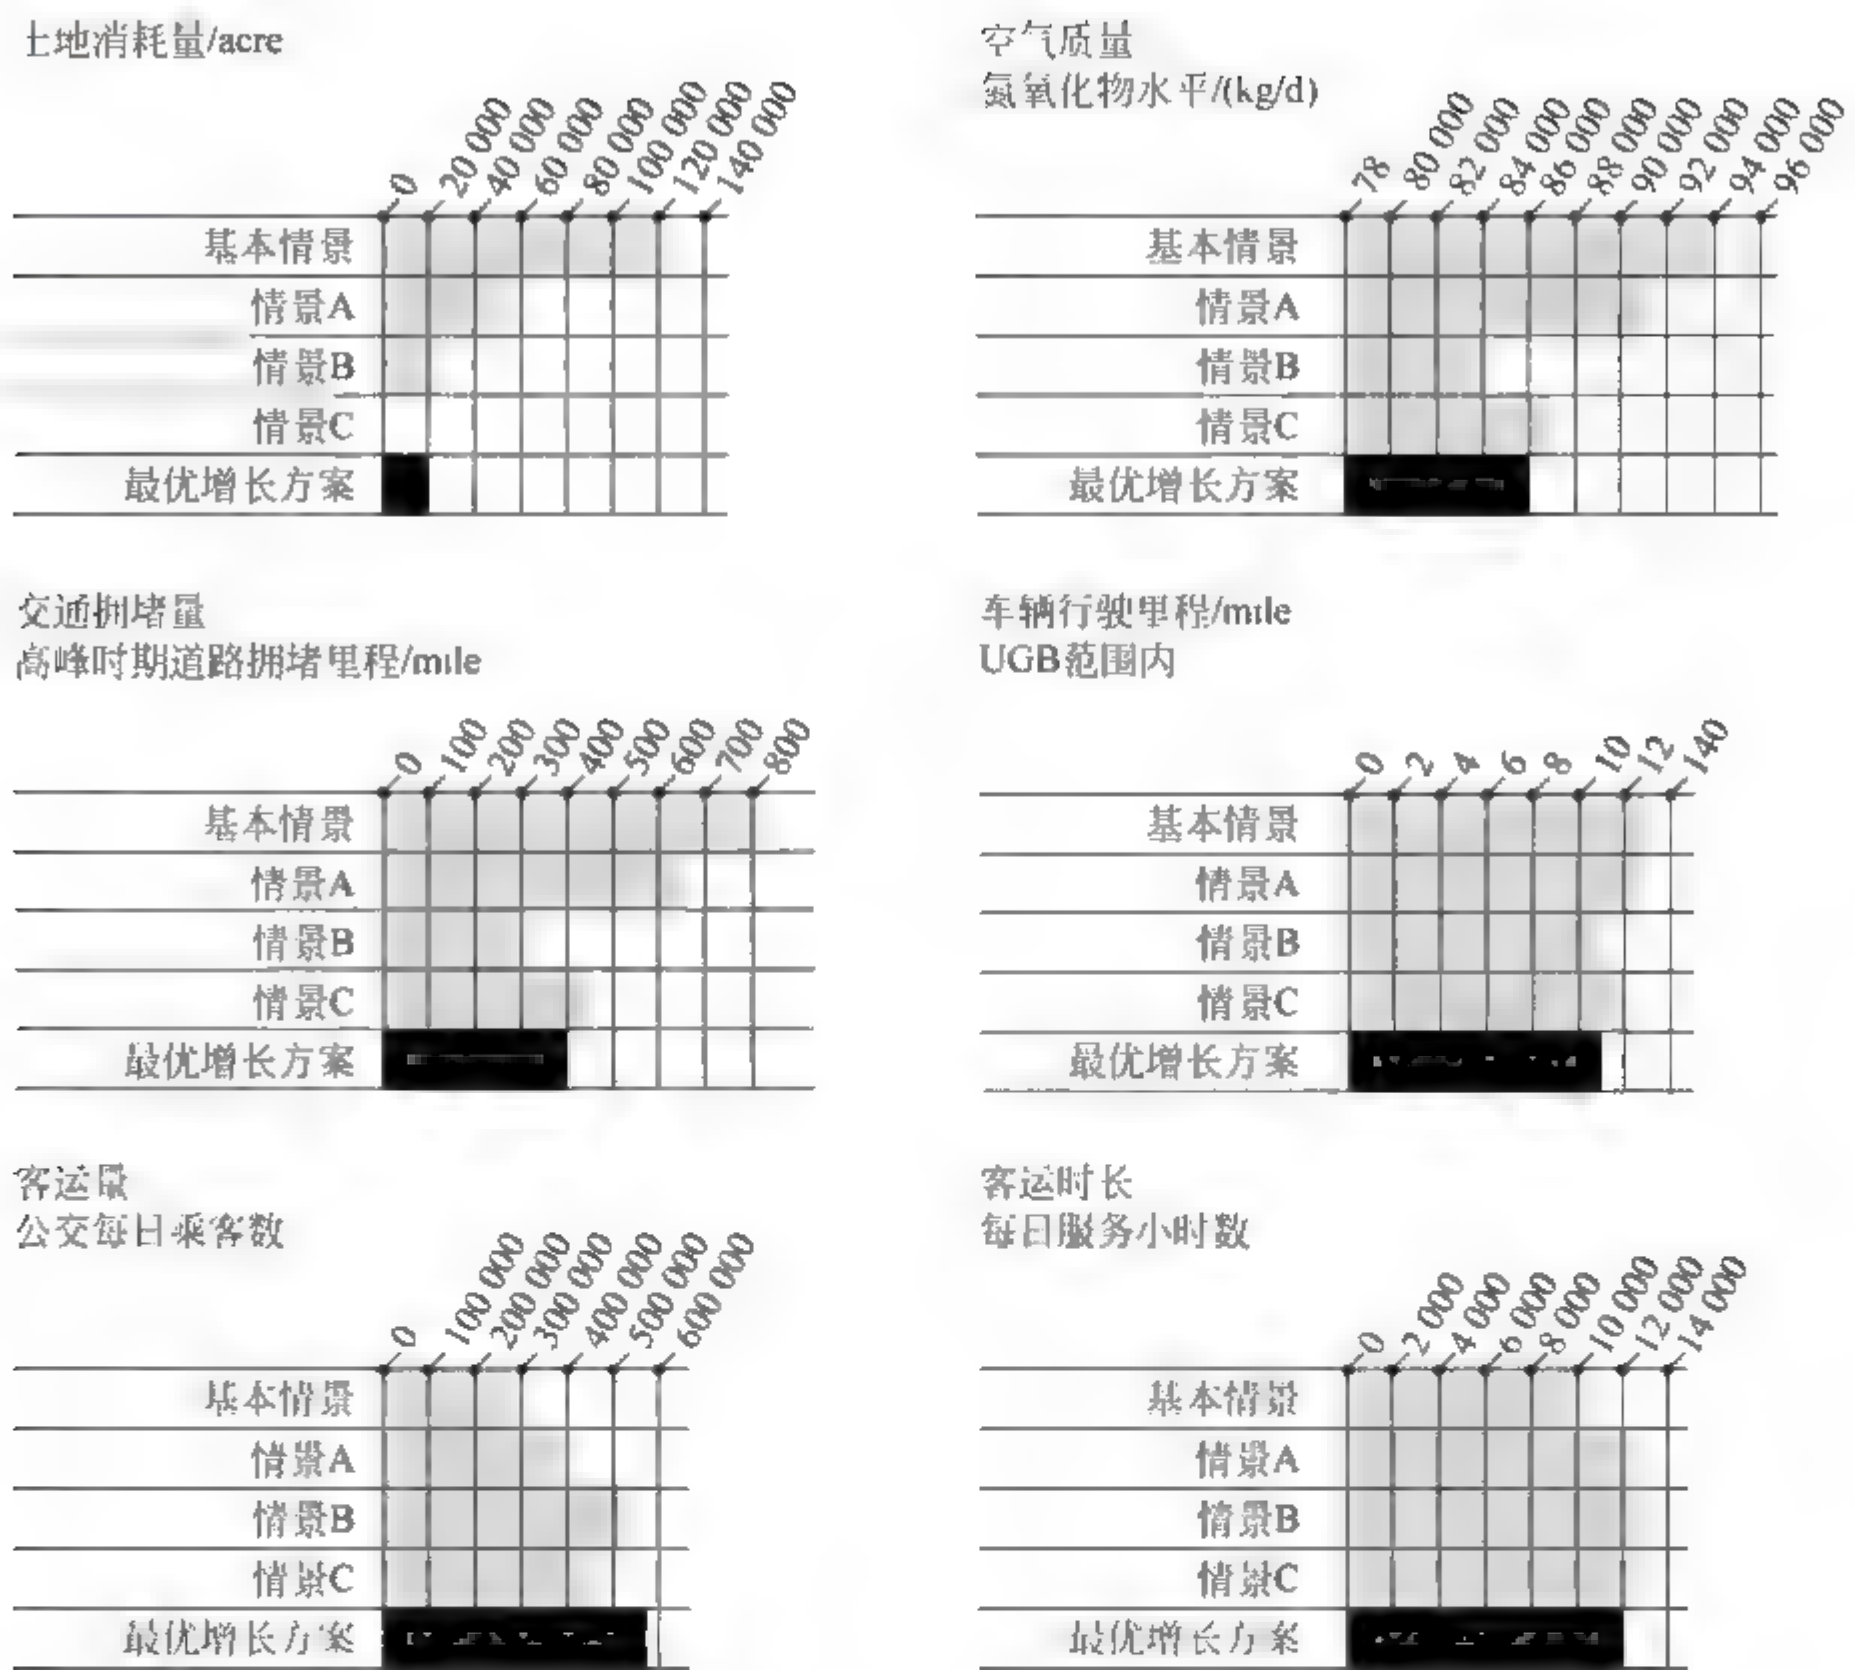 土地消耗量/acre
0 20 000 40 000 60 000 80 000 100 000 120 000 140 000
基本情景
情景A
情景B
情景C
最优增长方案
空气质量
氮氧化物水平/(kg/d)
78 80 000 82 000 84 000 86 000 88 000 90 000 92 000 94 000 96 000
基本情景
情景A
情景B
情景C
最优增长方案
交通拥堵量
高峰时期道路拥堵里程/mile
0 100 200 300 400 500 600 700 800
基本情景
情景A
情景B
情景C
最优增长方案
车辆行驶里程/mile
UGB范围内
0 2 4 6 8 10 12 140
基本情景
情景A
情景B
情景C
最优增长方案
客运量
公交每日乘客数
0 100 000 200 000 300 000 400 000 500 000 600 000
基本情景
情景A
情景B
情景C
最优增长方案
客运时长
每日服务小时数
0 2 000 4 000 6 000 8 000 10 000 12 000 14 000
基本情景
情景A
情景B
情景C
最优增长方案